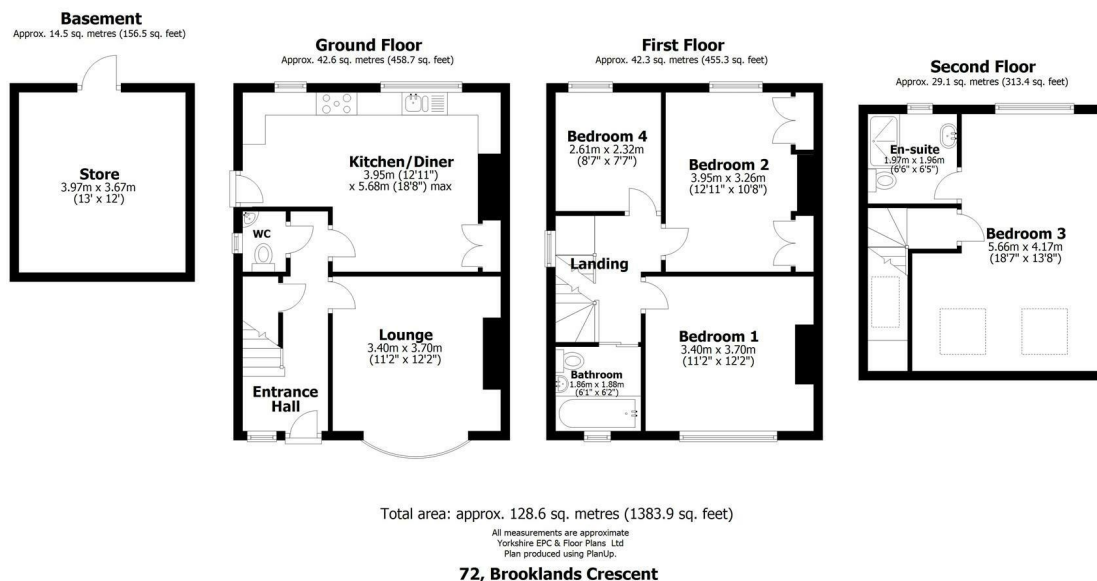 Basement
Approx. 14.5 sq. metres (156.5 sq. feet)
Store
3.97m x 3.67m
(13' x 12')
Ground Floor
Approx. 42.6 sq. metres (458.7 sq. feet)
Kitchen/Diner
3.95m (12'11")
x 5.68m (18'8") max
WC
Lounge
3.40m x 3.70m
(11'2" x 12'2")
Entrance
Hall
First Floor
Approx. 42.3 sq. metres (455.3 sq. feet)
Bedroom 4
2.61m x 2.32m
(8'7" x 7'7")
Bedroom 2
3.95m x 3.26m
(12'11" x 10'8")
Landing
Bedroom 1
3.40m x 3.70m
(11'2" x 12'2")
Bathroom
1.86m x 1.88m
(6'1" x 6'2")
Second Floor
Approx. 29.1 sq. metres (313.4 sq. feet)
En-suite
1.97m x 1.96m
(6'6" x 6'5")
Bedroom 3
5.66m x 4.17m
(18'7" x 13'8")
Total area: approx. 128.6 sq. metres (1383.9 sq. feet)
All measurements are approximate
Yorkshire EPC & Floor Plans Ltd
Plan produced using PlanUp.
72, Brooklands Crescent